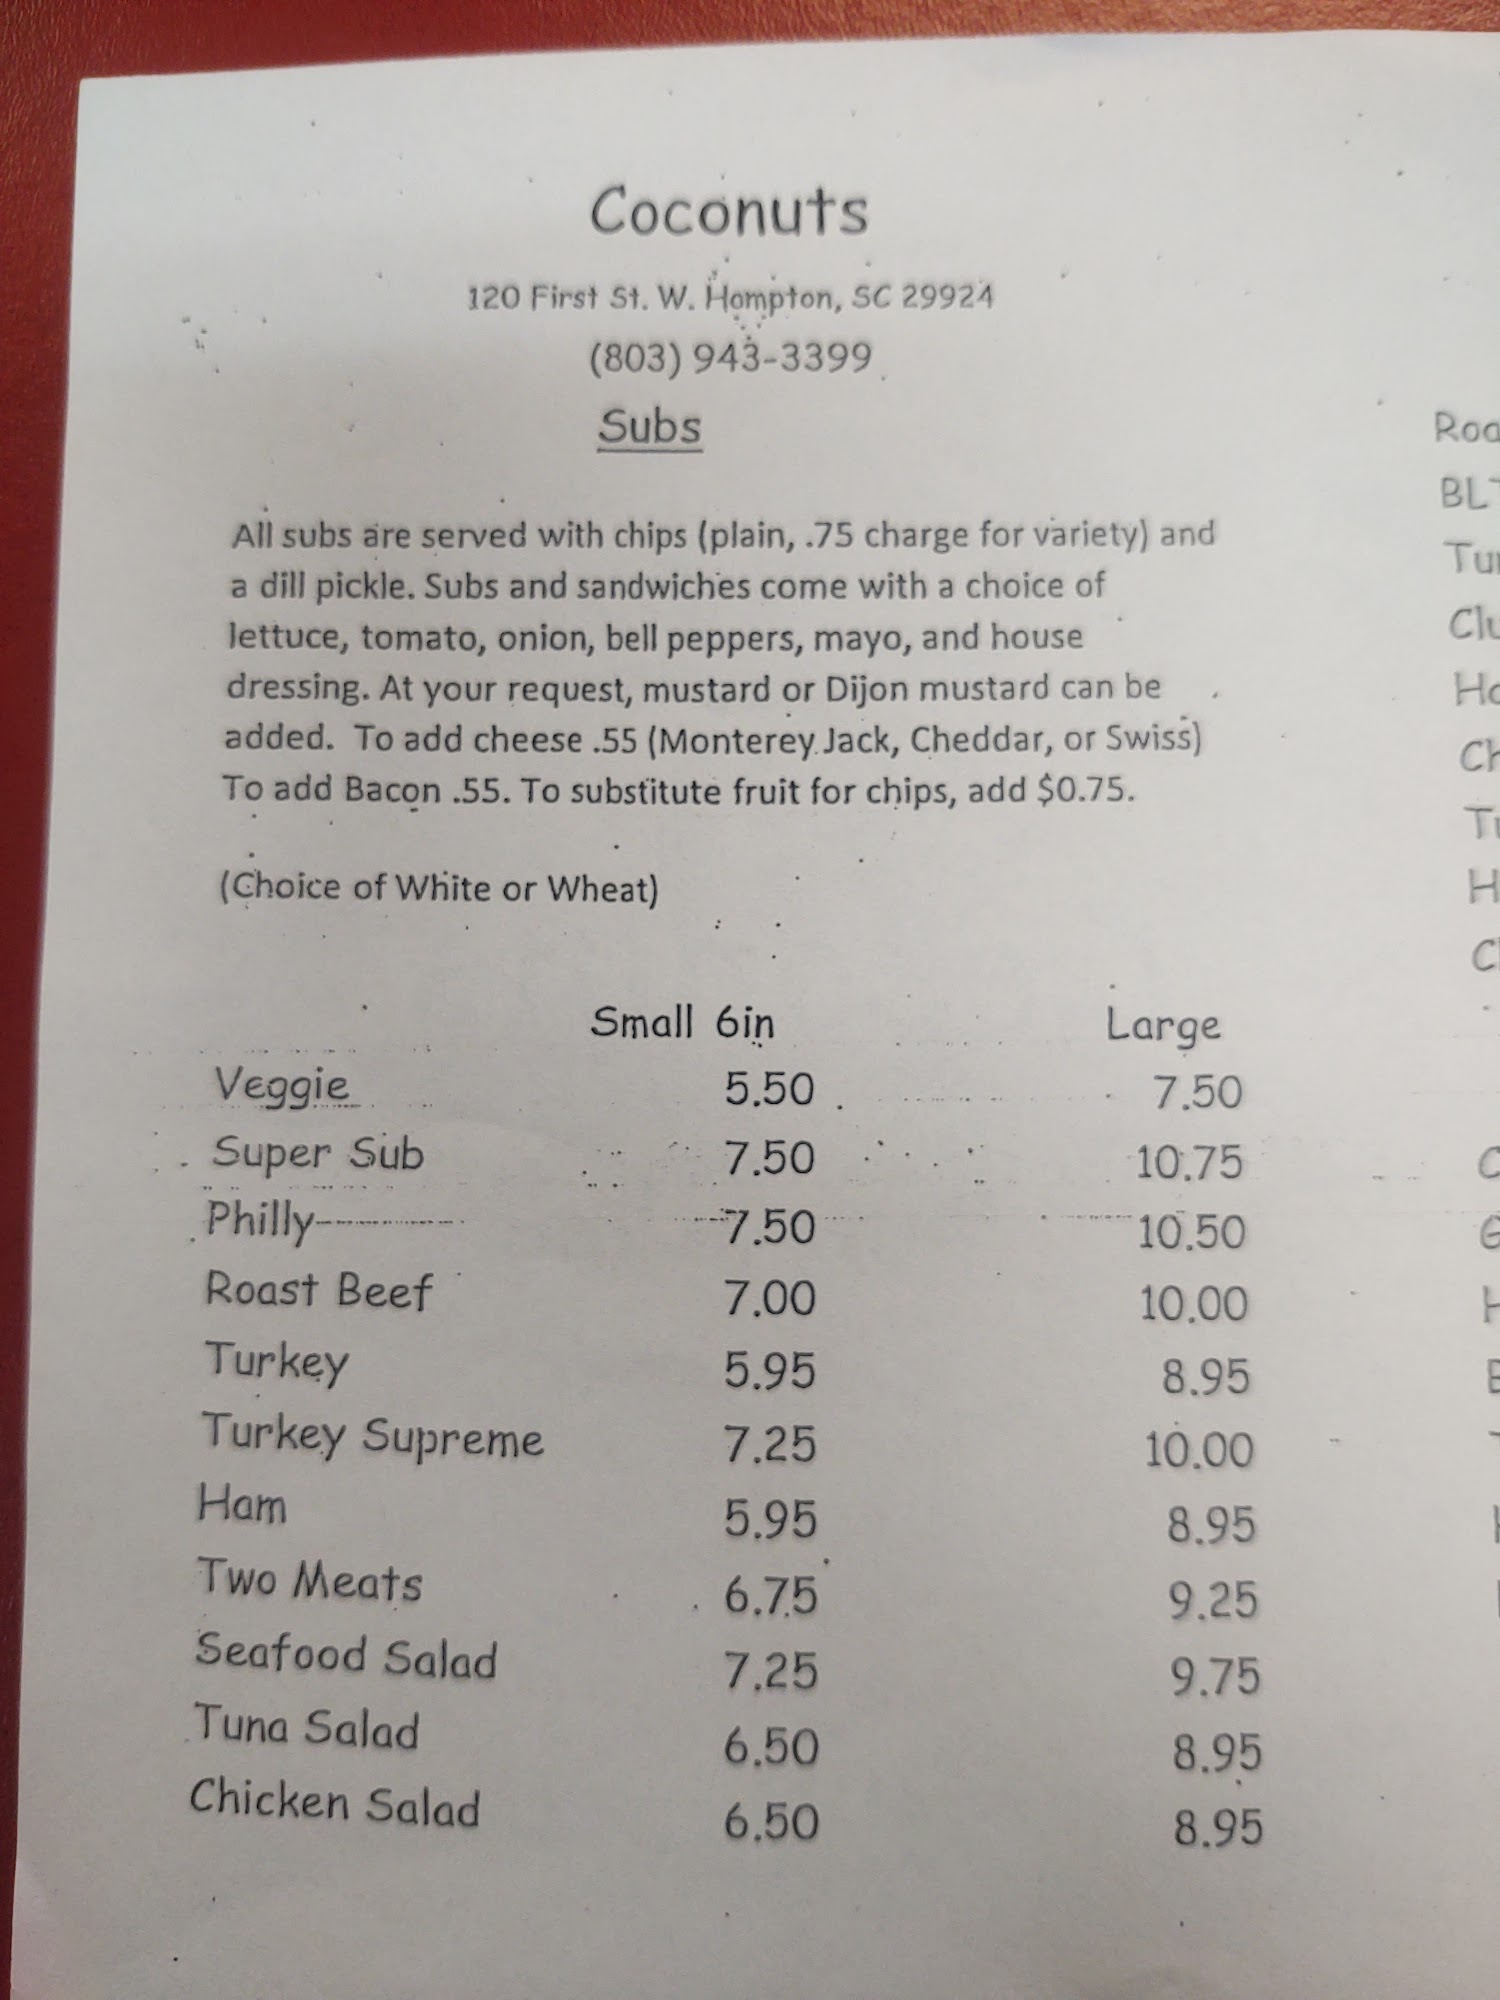 Coconuts
120 First St. W. Hampton, SC 29924
(803) 943-3399
Subs
All subs are served with chips (plain, .75 charge for variety) and
a dill pickle. Subs and sandwiches come with a choice of
lettuce, tomato, onion, bell peppers, mayo, and house
dressing. At your request, mustard or Dijon mustard can be
added. To add cheese .55 (Monterey Jack, Cheddar, or Swiss)
To add Bacon .55. To substitute fruit for chips, add $0.75.
(Choice of White or Wheat)
Small 6in Large
Veggie 5.50 7.50
Super Sub 7.50 10.75
Philly 7.50 10.50
Roast Beef 7.00 10.00
Turkey 5.95 8.95
Turkey Supreme 7.25 10.00
Ham 5.95 8.95
Two Meats 6.75 9.25
Seafood Salad 7.25 9.75
Tuna Salad 6.50 8.95
Chicken Salad 6.50 8.95